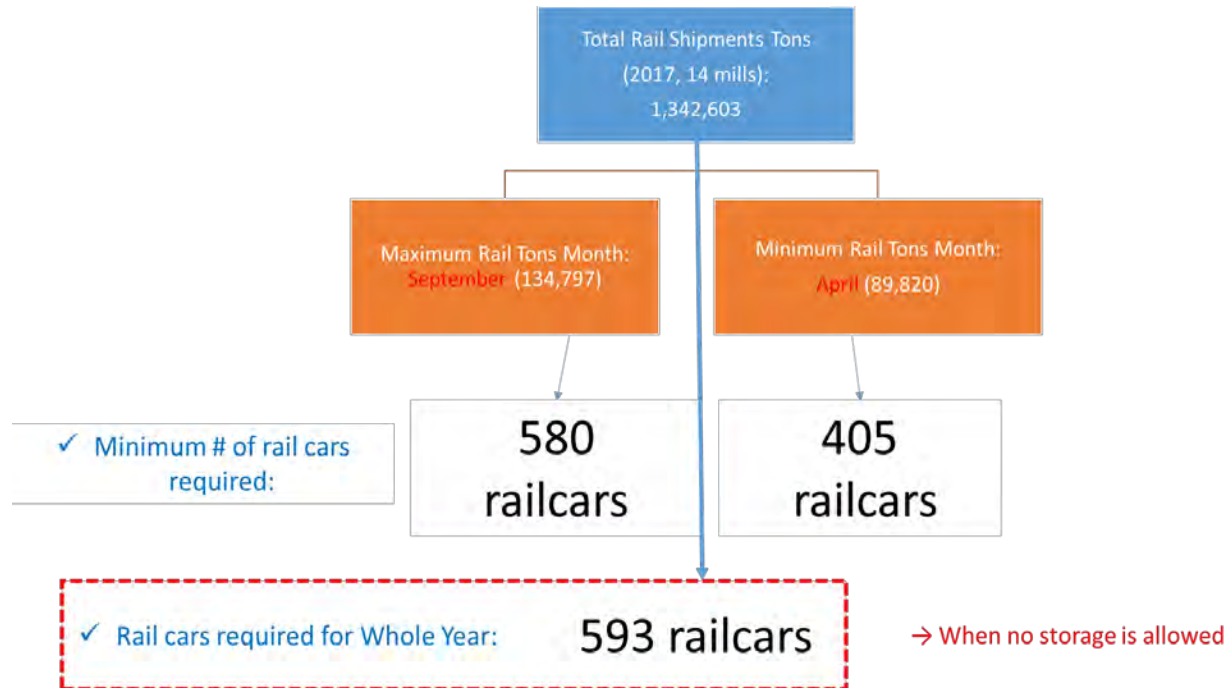 Total Rail Shipments Tons
(2017, 14 mills):
1,342,603
Maximum Rail Tons Month:
September (134,797)
Minimum Rail Tons Month:
April (89,820)
✓ Minimum # of rail cars
required:
580
railcars
405
railcars
✓ Rail cars required for Whole Year: 593 railcars
→ When no storage is allowed